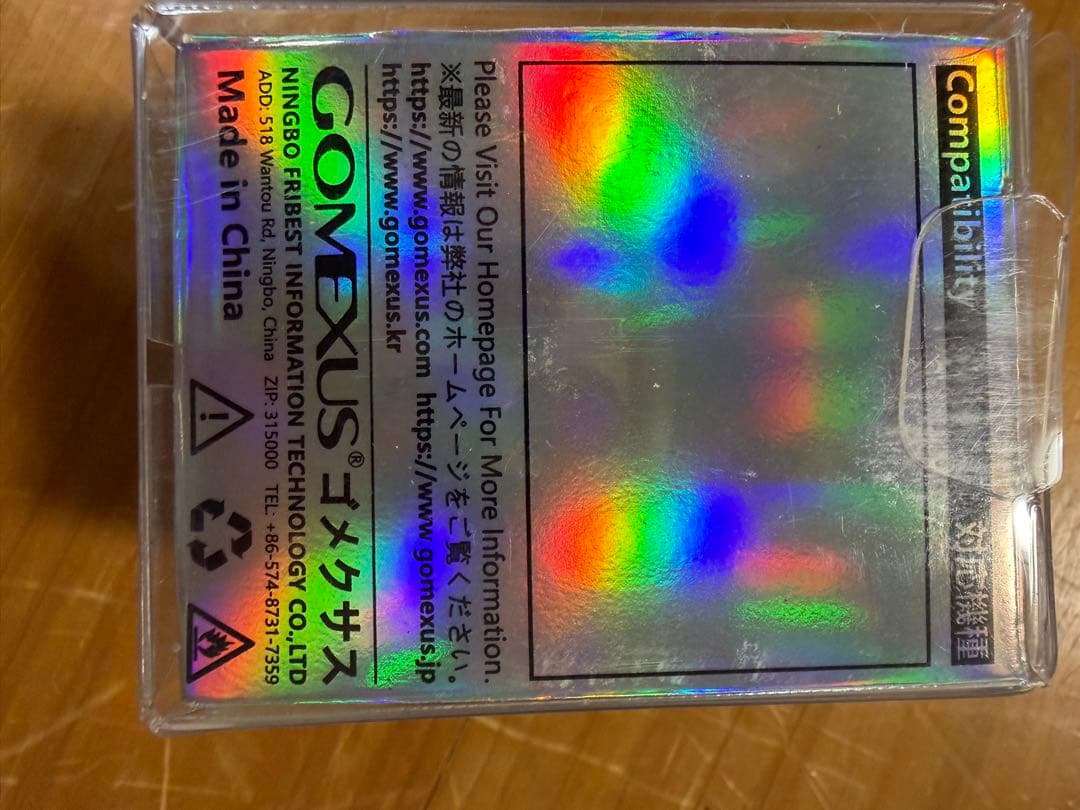 Compatibility 対応機種
Please Visit Our Homepage For More Information.
※最新の情報は弊社のホームページをご覧ください.
https://www.gomexus.com https://www.gomexus.jp
https://www.gomexus.kr
GOMEXUS® ゴメクサス
NINGBO FRIBEST INFORMATION TECHNOLOGY CO.,LTD
ADD: 518 Wantou Rd, Ningbo, China ZIP: 315000 TEL: +86-574-8731-7359
Made in China